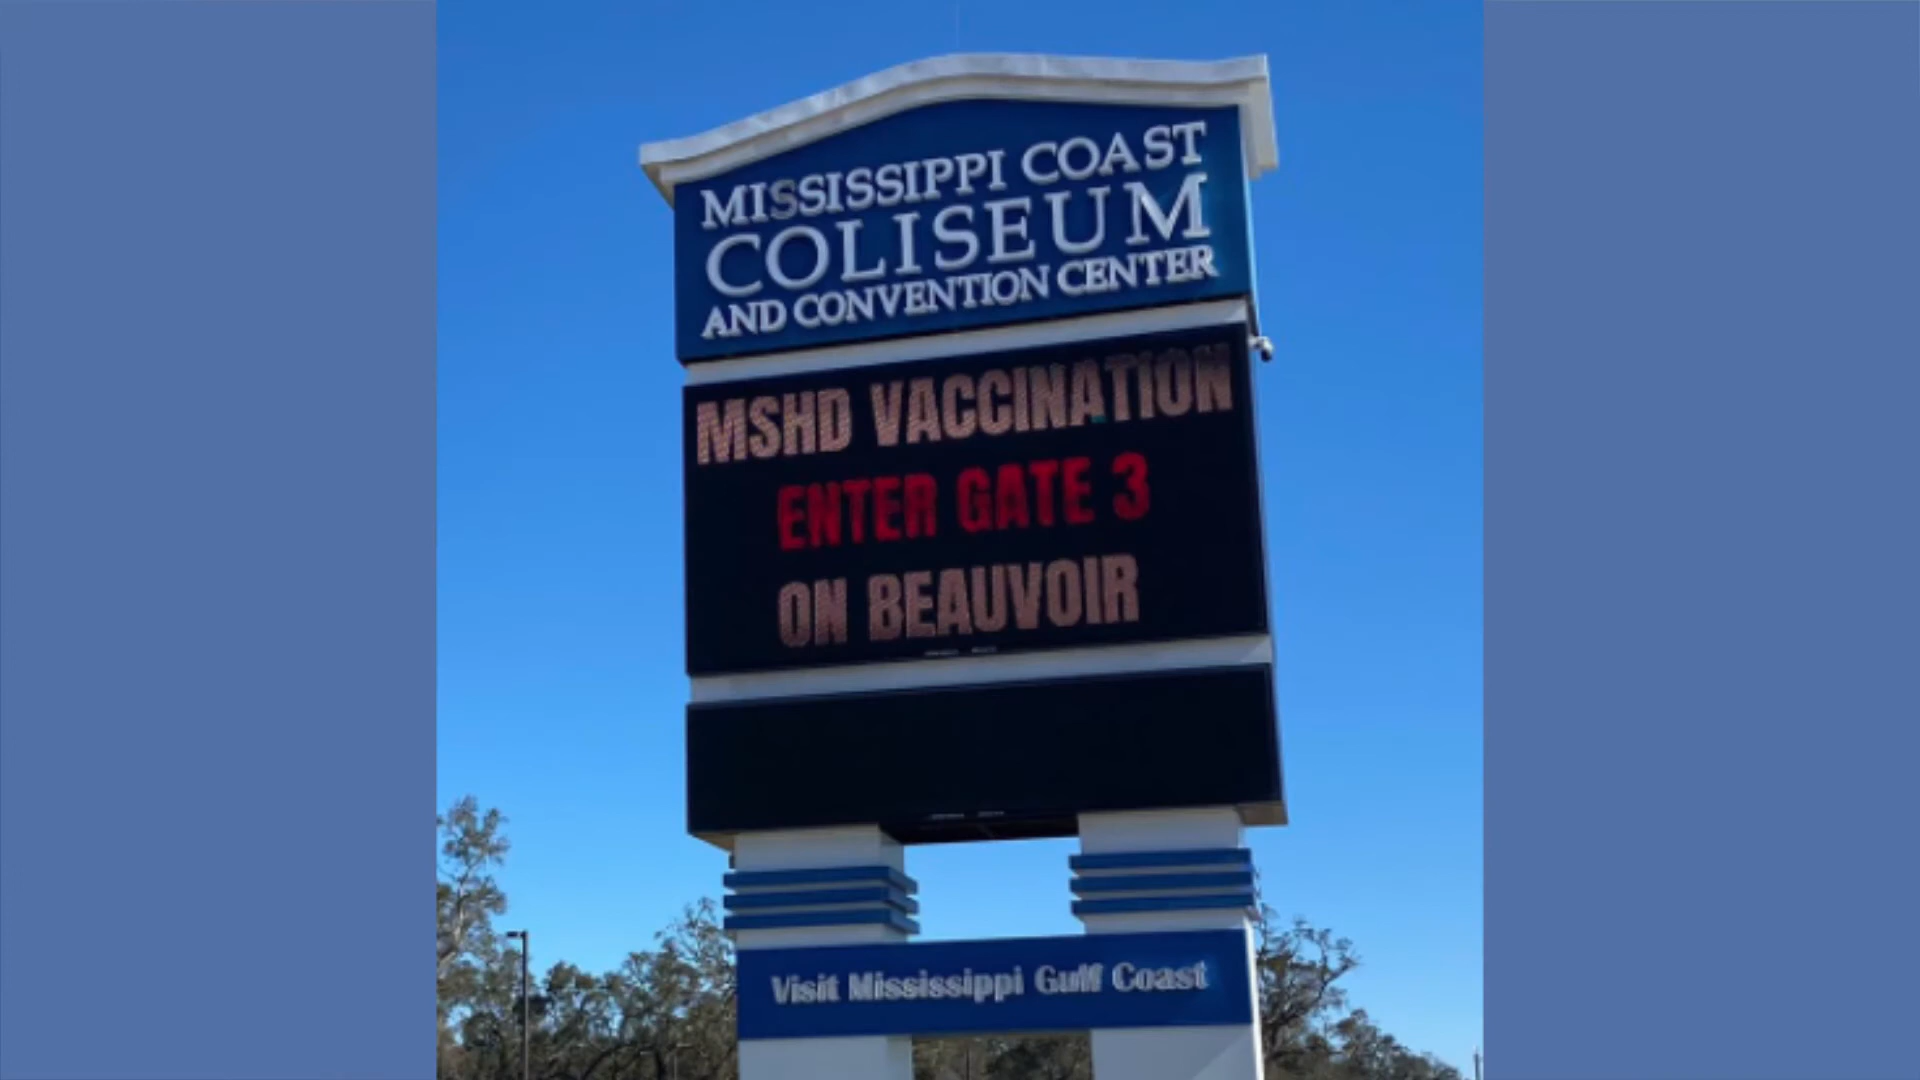 MISSISSIPPI COAST
COLISEUM
AND CONVENTION CENTER
MSHD VACCINATION
ENTER GATE 3
ON BEAUVOIR
Visit Mississippi Gulf Coast